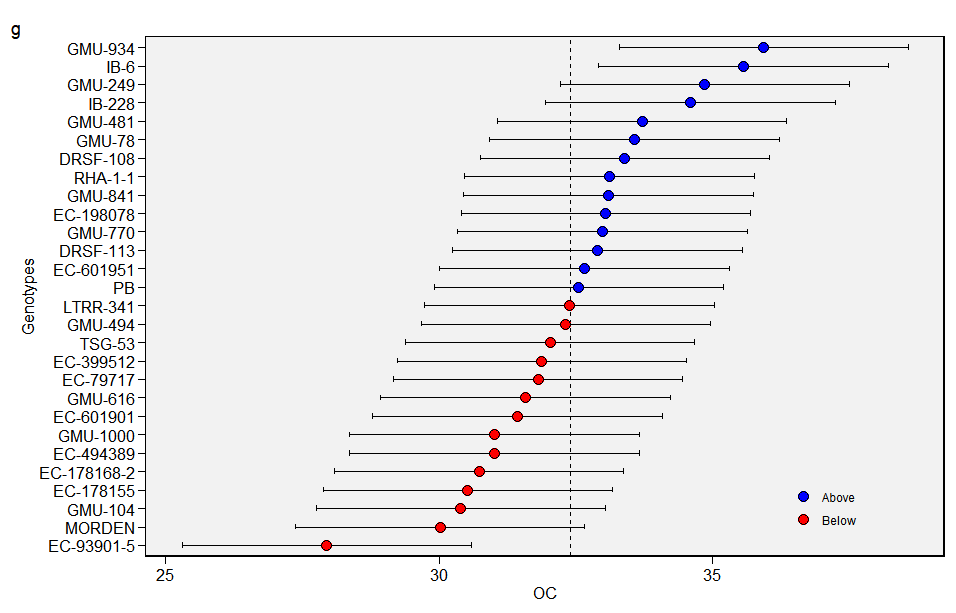 g
GMU-934
IB-6
GMU-249
IB-228
GMU-481
GMU-78
DRSF-108
RHA-1-1
GMU-841
EC-198078
GMU-770
DRSF-113
EC-601951
PB
LTRR-341
GMU-494
TSG-53
EC-399512
EC-79717
GMU-616
EC-601901
GMU-1000
EC-494389
EC-178168-2
EC-178155
GMU-104
MORDEN
EC-93901-5
Genotypes
Above
Below
25 30 35
OC